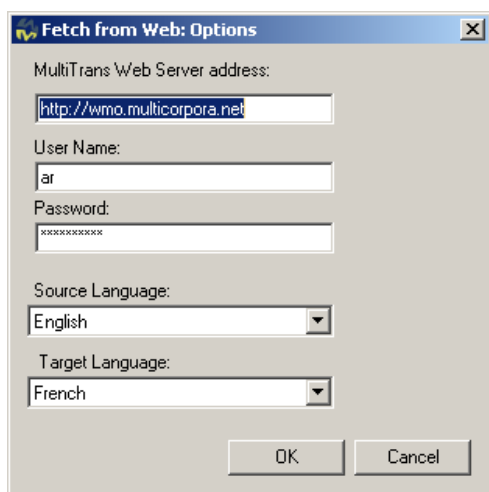 Fetch from Web: Options
MultiTrans Web Server address:
http://wmo.multicorpora.net
User Name:
ar
Password:
××××××××××
Source Language:
English
Target Language:
French
OK Cancel